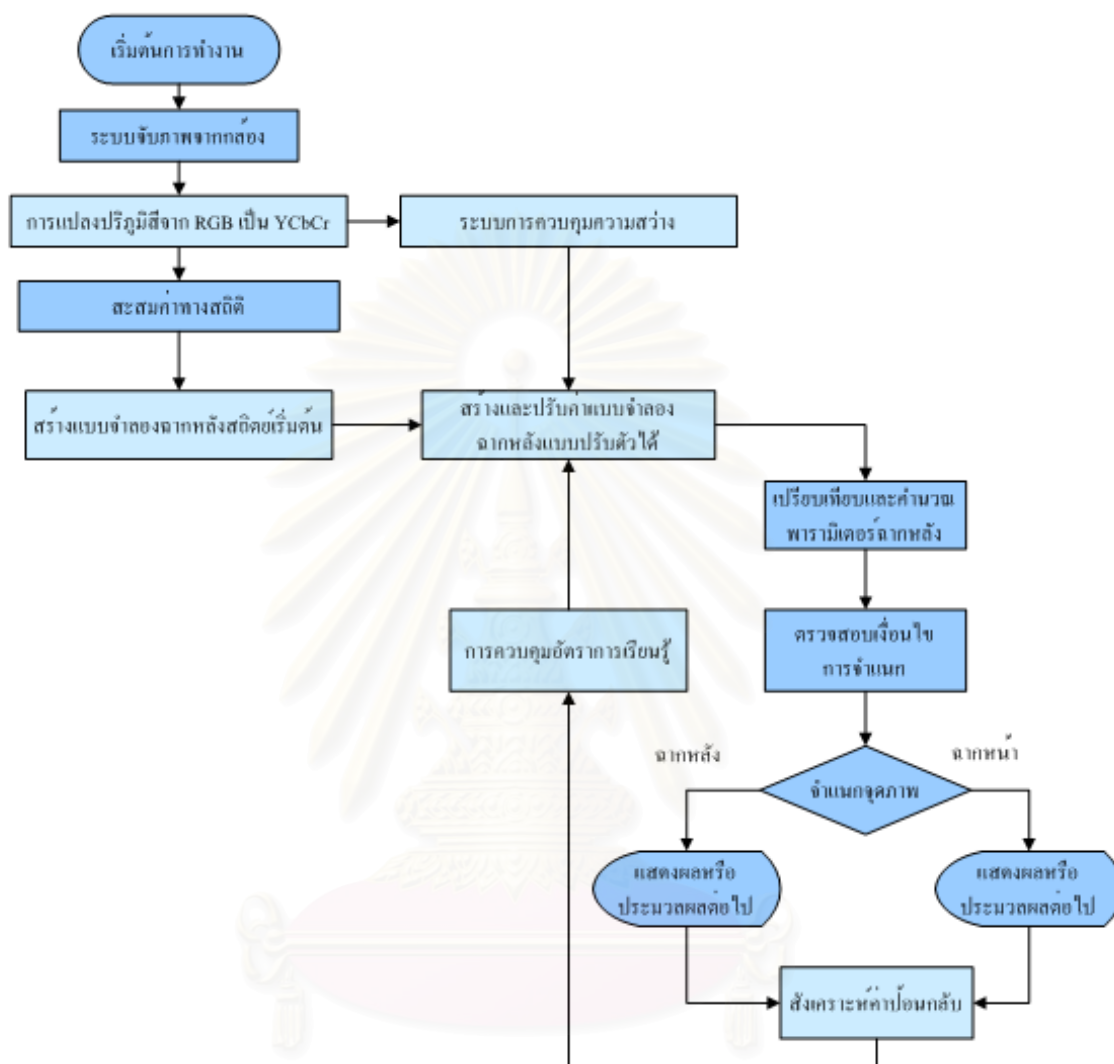 เริ่มต้นการทำงาน
ระบบจับภาพจากกล้อง
การแปลงปริภูมิสีจาก RGB เป็น YCbCr
ระบบการควบคุมความสว่าง
สะสมค่าทางสถิติ
สร้างแบบจำลองฉากหลังสถิตย์เริ่มต้น
สร้างและปรับค่าแบบจำลอง
ฉากหลังแบบปรับตัวได้
เปรียบเทียบและคำนวณ
พารามิเตอร์ฉากหลัง
การควบคุมอัตราการเรียนรู้
ตรวจสอบเงื่อนไข
การจำแนก
ฉากหลัง
ฉากหน้า
จำแนกจุดภาพ
แสดงผลหรือ
ประมวลผลต่อไป
แสดงผลหรือ
ประมวลผลต่อไป
สังเคราะห์ค่าป้อนกลับ